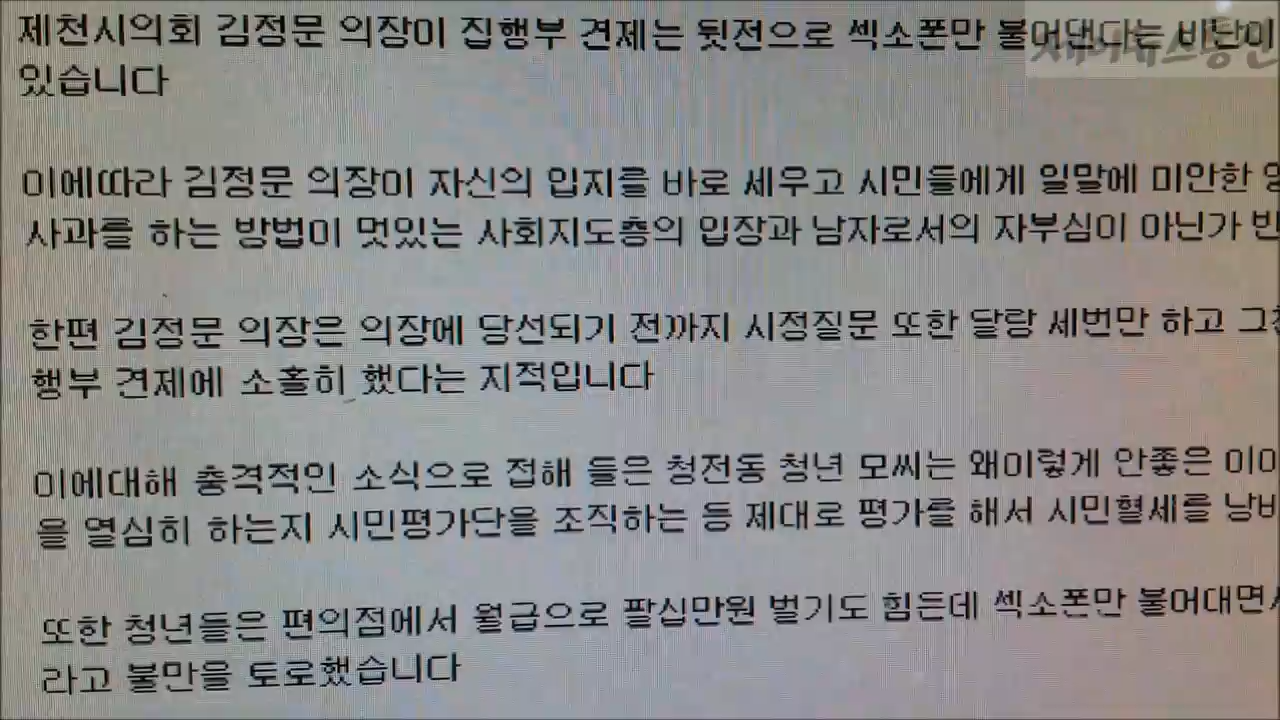 제천시의회 김정문 의장이 집행부 견제는 뒷전으로 섹소폰만 불어댄다는 비난이
있습니다
이에따라 김정문 의장이 자신의 입지를 바로 세우고 시민들에게 일말에 미안한
사과를 하는 방법이 멋있는 사회지도층의 입장과 남자로서의 자부심이 아닌가
한편 김정문 의장은 의장에 당선되기 전까지 시정질문 또한 달랑 세번만 하고
행부 견제에 소홀히 했다는 지적입니다
이에대해 충격적인 소식으로 접해 들은 청전동 청년 모씨는 왜이렇게 안좋은
을 열심히 하는지 시민평가단을 조직하는 등 제대로 평가를 해서 시민혈세를
또한 청년들은 편의점에서 월급으로 팔십만원 벌기도 힘든데 섹소폰만 불어대면서
라고 불만을 토로했습니다